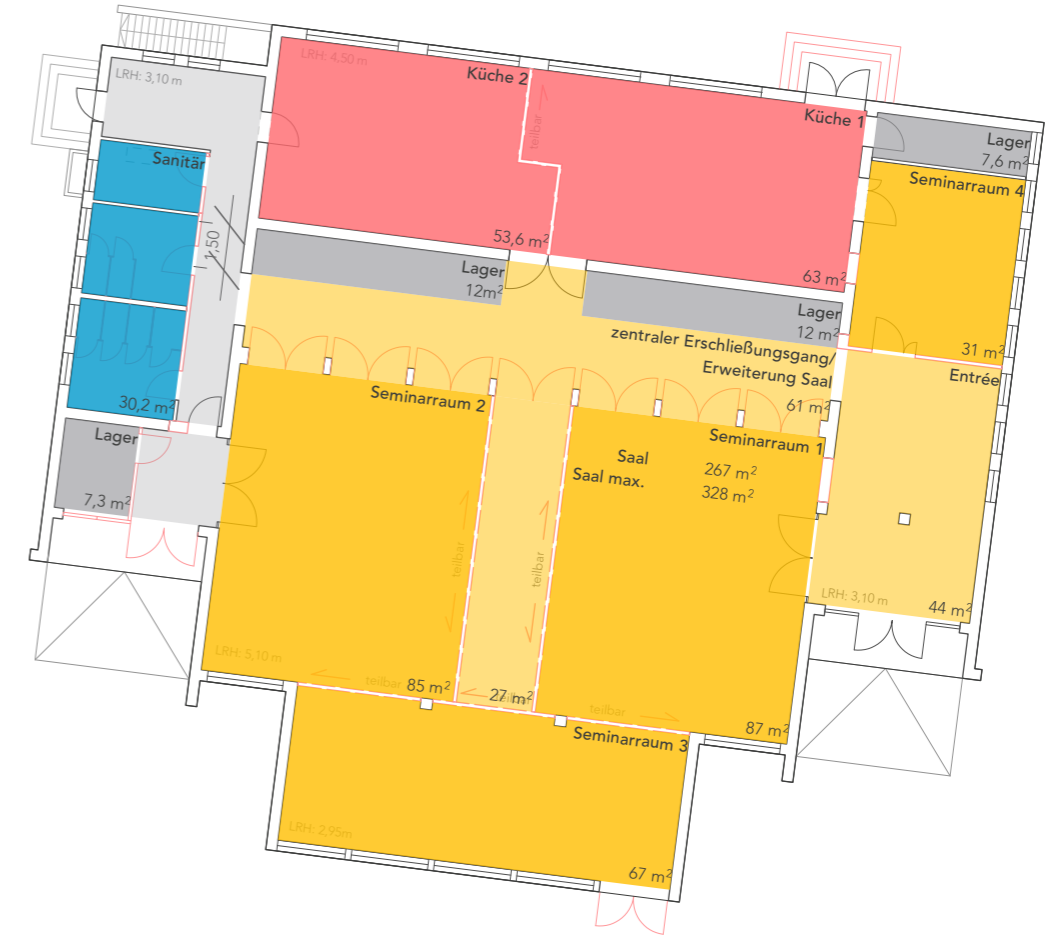 LRH: 4,50 m
LRH: 3,10 m
Küche 2
teilbar
Küche 1
Lager
7,6 m²
Sanitär
Seminarraum 4
1,50
53,6 m²
63 m²
Lager
12m²
Lager
12 m²
zentraler Erschließungsgang/
Erweiterung Saal
61 m²
31 m²
Entrée
30,2 m²
Seminarraum 2
Lager
7,3 m²
Seminarraum 1
Saal 267 m²
Saal max. 328 m²
teilbar
teilbar
LRH: 3,10 m
44 m²
LRH: 5,10 m
teilbar
85 m²
teilbar
27 m²
teilbar
87 m²
Seminarraum 3
LRH: 2,95m
67 m²